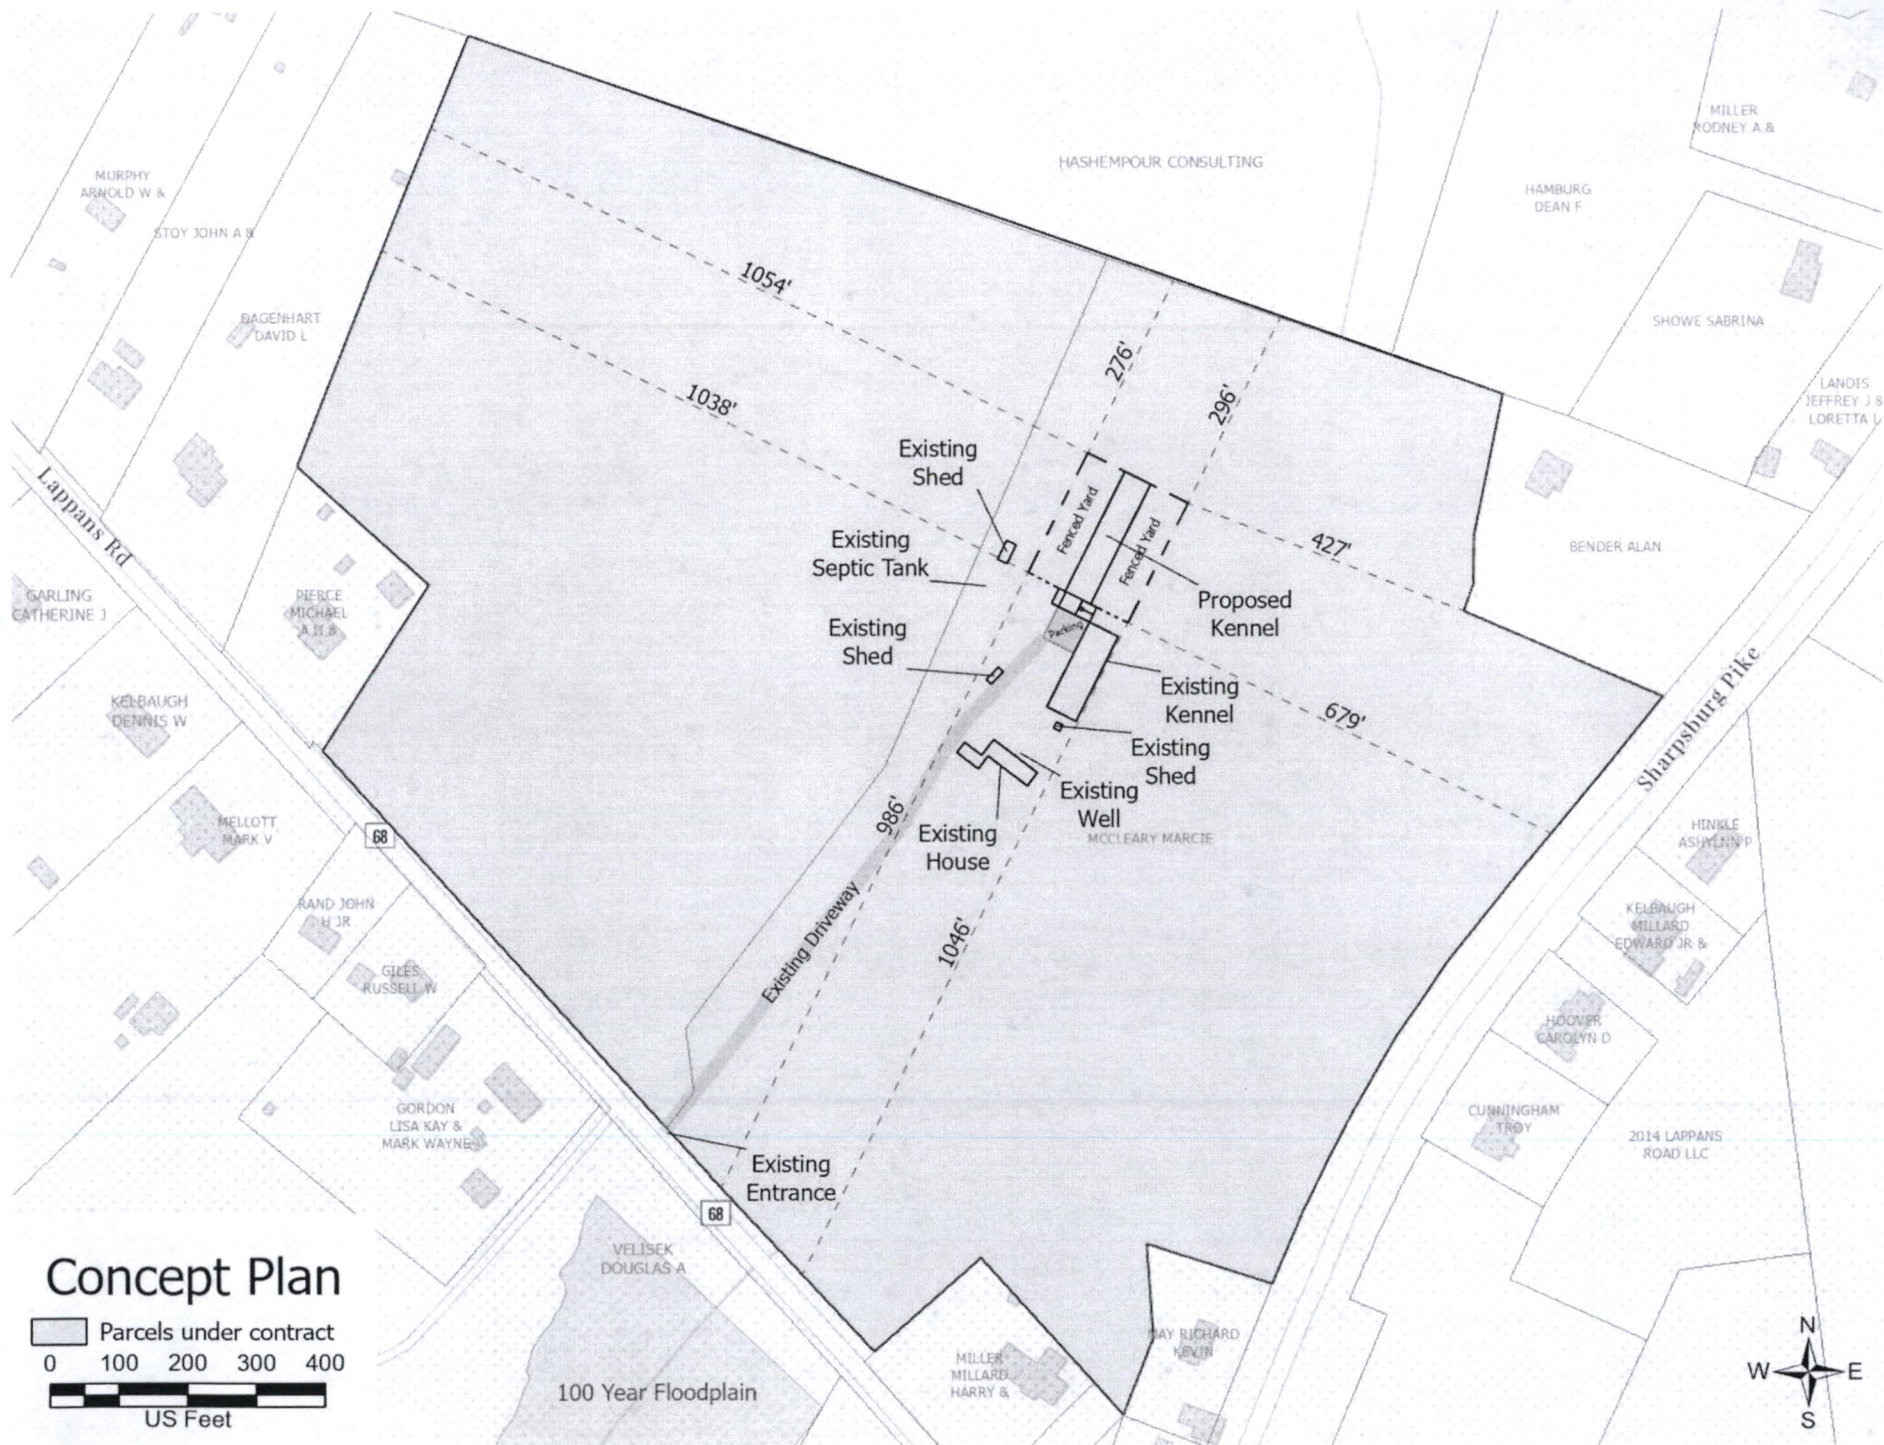 MILLER
RODNEY A &
HASHEMPOUR CONSULTING
MURPHY
ARNOLD W &
HAMBURG
DEAN F
STOY JOHN A &
DAGENHART
DAVID L
SHOWE SABRINA
1054'
276'
296'
1038'
LANDIS
JEFFREY J &
LORETTA L
Existing
Shed
Lappans Rd
Fenced Yard
Fenced Yard
427'
BENDER ALAN
Existing
Septic Tank
GARLING
CATHERINE J
PIERCE
MICHAEL
A H &
Proposed
Kennel
Existing
Shed
Parking
Existing
Kennel
679'
Sharpsburg Pike
KELBAUGH
DENNIS W
Existing
Shed
Existing
Well
986'
Existing
House
MCCLEARY MARCIE
MELLOTT
MARK V
68
HINKLE
ASHYLNN P
RAND JOHN
H JR
KELBAUGH
MILLARD
EDWARD JR &
Existing Driveway
1046'
GILES
RUSSELL W
HOOVER
CAROLYN D
GORDON
LISA KAY &
MARK WAYNE
CUNNINGHAM
TROY
2014 LAPPANS
ROAD LLC
Existing
Entrance
68
VELISEK
DOUGLAS A
Concept Plan
Parcels under contract
0 100 200 300 400
US Feet
100 Year Floodplain
MILLER
MILLARD
HARRY &
MAY RICHARD
KEVIN
N
W E
S